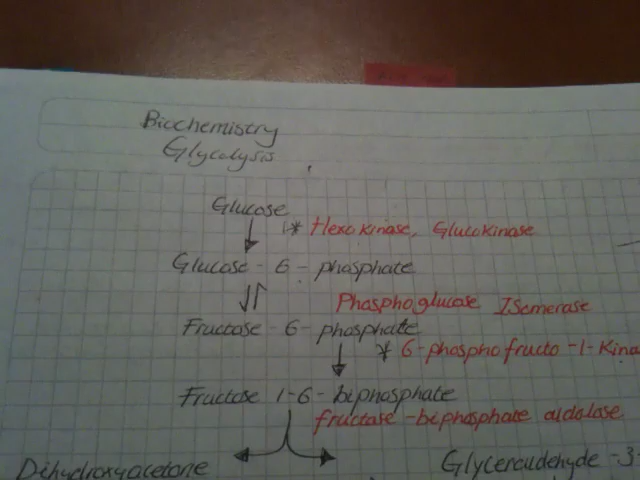 Biochemistry
Glycolysis
Glucose
1* Hexokinase, Glucokinase
Glucose - 6 - phosphate
Phosphoglucose Isomerase
Fructose - 6 - phosphate
* 6-phosphofructo-1-Kina
Fructose 1-6-biphosphate
fructose-biphosphate aldolase
Dihydroxyacetone Glyceraldehyde-3-